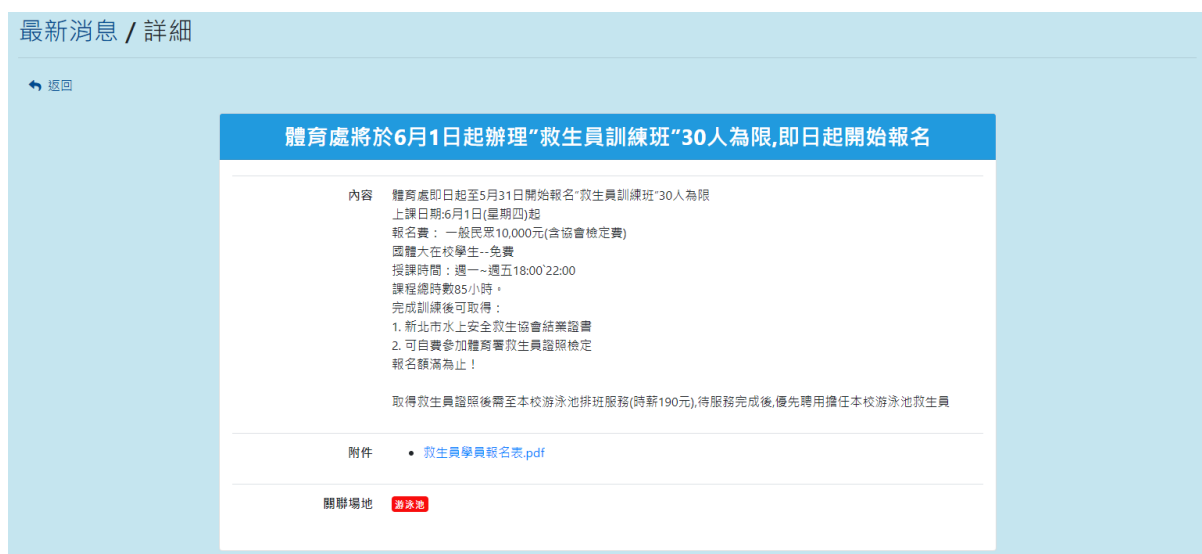 最新消息 / 詳細
返回
體育處將於6月1日起辦理"救生員訓練班"30人為限,即日起開始報名
內容
體育處即日起至5月31日開始報名"救生員訓練班"30人為限
上課日期:6月1日(星期四)起
報名費： 一般民眾10,000元(含協會檢定費)
國體大在校學生--免費
授課時間：週一~週五18:00`22:00
課程總時數85小時。
完成訓練後可取得：
1. 新北市水上安全救生協會結業證書
2. 可自費參加體育署救生員證照檢定
報名額滿為止！
取得救生員證照後需至本校游泳池排班服務(時薪190元),待服務完成後,優先聘用擔任本校游泳池救生員
附件
• 救生員學員報名表.pdf
關聯場地
游泳池